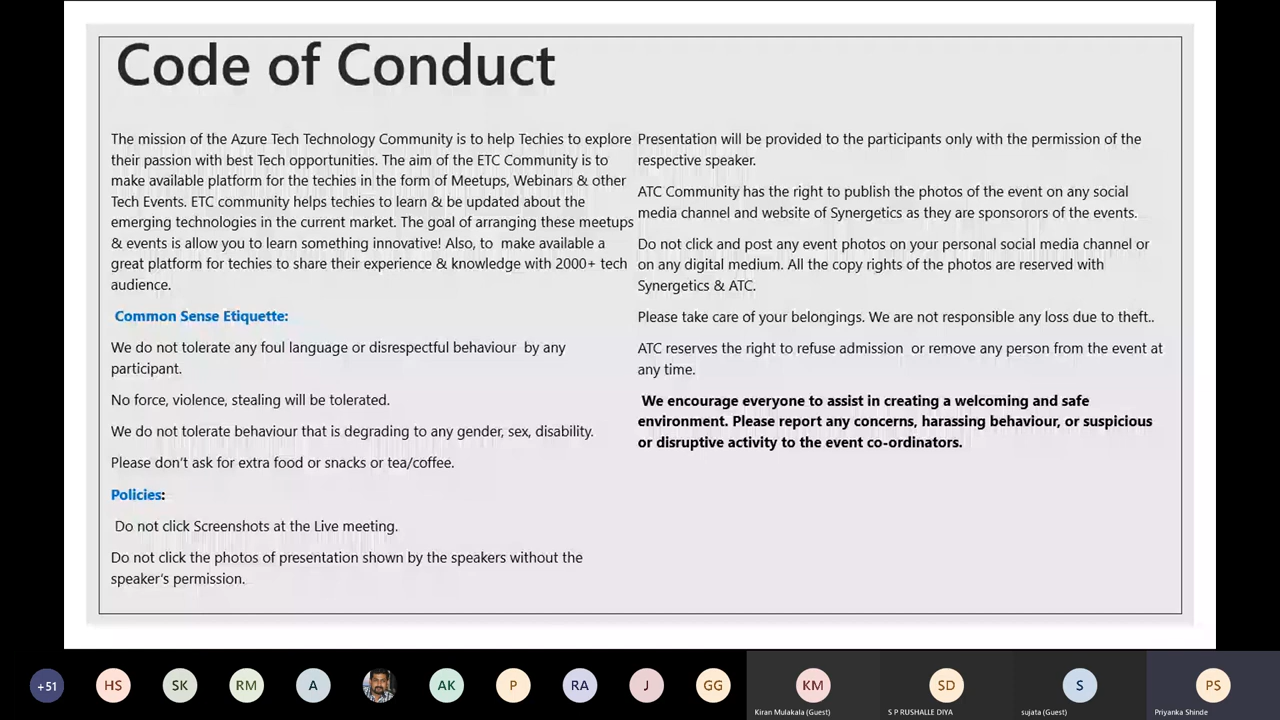 Code of Conduct
The mission of the Azure Tech Technology Community is to help Techies to explore
their passion with best Tech opportunities. The aim of the ETC Community is to
make available platform for the techies in the form of Meetups, Webinars & other
Tech Events. ETC community helps techies to learn & be updated about the
emerging technologies in the current market. The goal of arranging these meetups
& events is allow you to learn something innovative! Also, to make available a
great platform for techies to share their experience & knowledge with 2000+ tech
audience.
Common Sense Etiquette:
We do not tolerate any foul language or disrespectful behaviour by any
participant.
No force, violence, stealing will be tolerated.
We do not tolerate behaviour that is degrading to any gender, sex, disability.
Please don't ask for extra food or snacks or tea/coffee.
Policies:
Do not click Screenshots at the Live meeting.
Do not click the photos of presentation shown by the speakers without the
speaker's permission.
Presentation will be provided to the participants only with the permission of the
respective speaker.
ATC Community has the right to publish the photos of the event on any social
media channel and website of Synergetics as they are sponsorors of the events.
Do not click and post any event photos on your personal social media channel or
on any digital medium. All the copy rights of the photos are reserved with
Synergetics & ATC.
Please take care of your belongings. We are not responsible any loss due to theft..
ATC reserves the right to refuse admission or remove any person from the event at
any time.
We encourage everyone to assist in creating a welcoming and safe
environment. Please report any concerns, harassing behaviour, or suspicious
or disruptive activity to the event co-ordinators.
+51 HS SK RM A AK P RA J GG KM SD S PS
Kiran Mulakala (Guest) S P RUSHALLE DIYA sujata (Guest) Priyanka Shinde